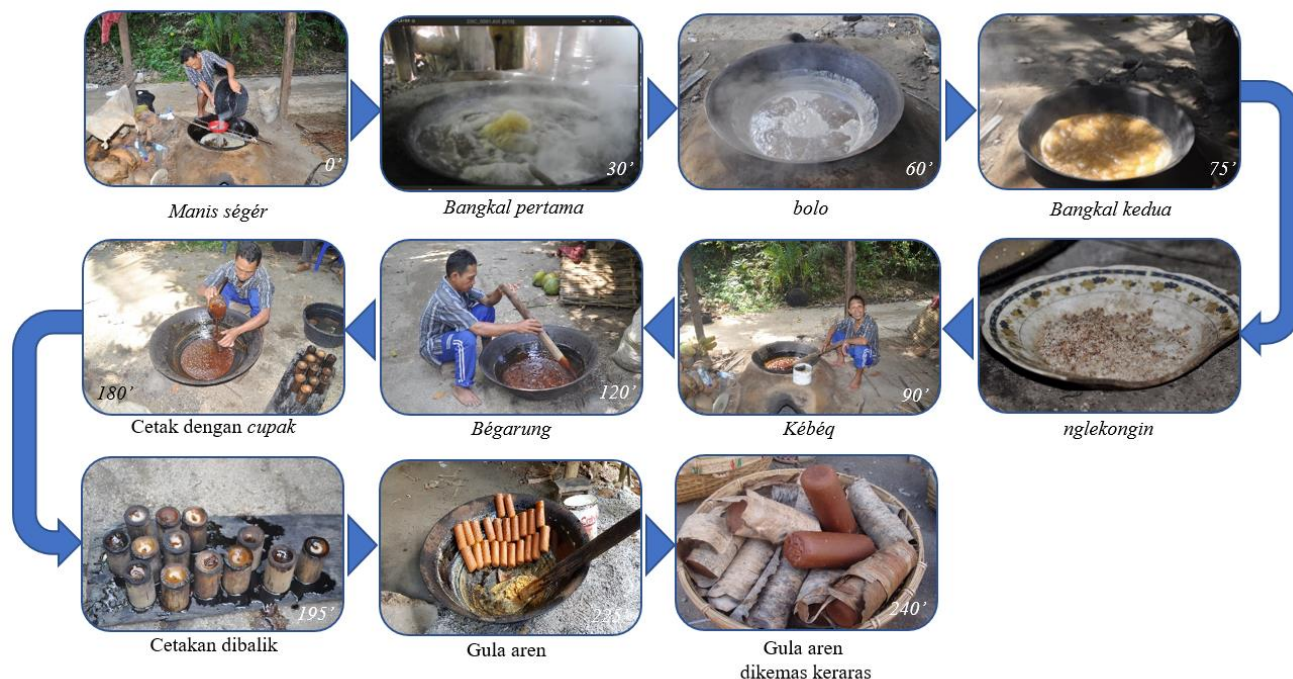 0’
30’
60’
75’
Manis ségér
Bangkal pertama
bolo
Bangkal kedua
180’
120’
90’
Cetak dengan cupak
Bégarung
Kébéq
nglekongin
195’
225’
240’
Cetakan dibalik
Gula aren
Gula aren
dikemas keraras